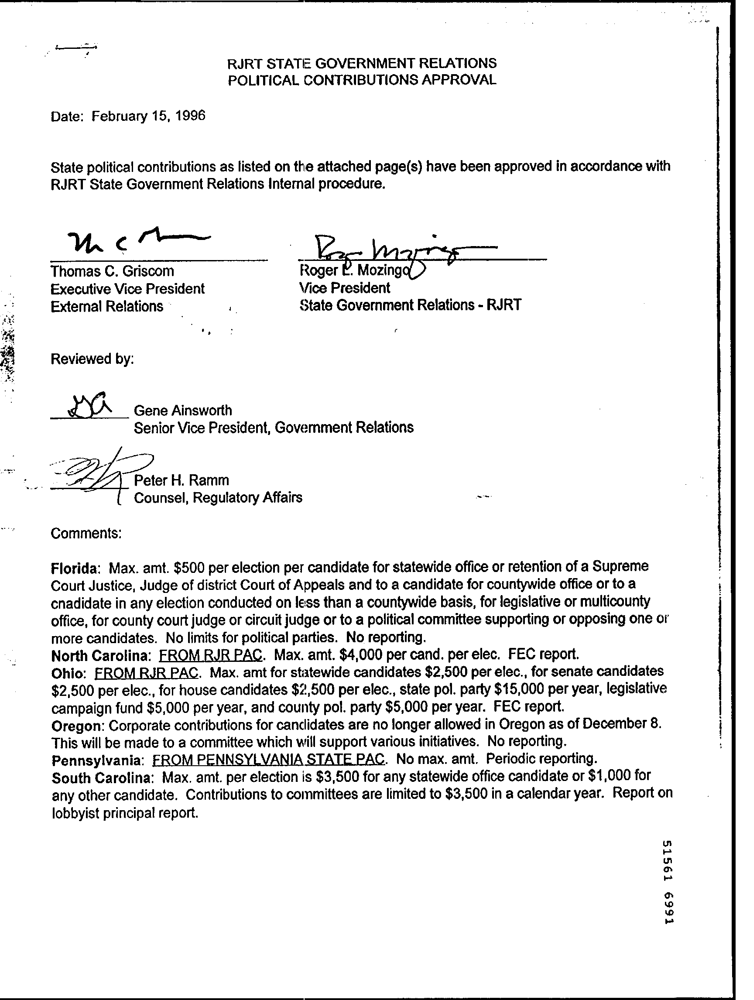 RJRT STATE GOVERNMENT RELATIONS
POLITICAL CONTRIBUTIONS APPROVAL
Date: February 15, 1996
State political contributions as listed on the attached page(s) have been approved in accordance with
RJRT State Government Relations Internal procedure.
Thomas C. Griscom
Executive Vice President
External Relations
Roger L. Mozingo
Vice President
State Government Relations - RJRT
Reviewed by:
Gene Ainsworth
Senior Vice President, Government Relations
Peter H. Ramm
Counsel, Regulatory Affairs
Comments:
Florida: Max. amt. $500 per election per candidate for statewide office or retention of a Supreme
Court Justice, Judge of district Court of Appeals and to a candidate for countywide office or to a
cnadidate in any election conducted on less than a countywide basis, for legislative or multicounty
office, for county court judge or circuit judge or to a political committee supporting or opposing one or
more candidates. No limits for political parties. No reporting.
North Carolina: FROM RJR PAC. Max. amt. $4,000 per cand. per elec. FEC report.
Ohio: FROM RJR PAC. Max. amt for statewide candidates $2,500 per elec., for senate candidates
$2,500 per elec., for house candidates $2,500 per elec., state pol. party $15,000 per year, legislative
campaign fund $5,000 per year, and county pol. party $5,000 per year. FEC report.
Oregon: Corporate contributions for candidates are no longer allowed in Oregon as of December 8.
This will be made to a committee which will support various initiatives. No reporting.
Pennsylvania: FROM PENNSYLVANIA STATE PAC. No max. amt. Periodic reporting.
South Carolina: Max. amt. per election is $3,500 for any statewide office candidate or $1,000 for
any other candidate. Contributions to committees are limited to $3,500 in a calendar year. Report on
lobbyist principal report.
51561 6991